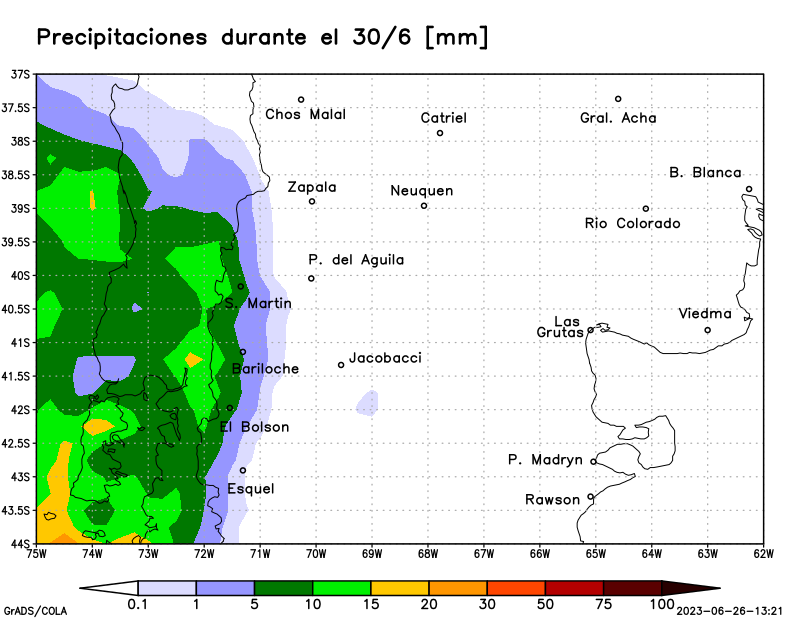 Precipitaciones durante el 30/6 [mm]
37S
37.5S
Chos Malal
Catriel
Gral. Acha
38S
38.5S
B. Blanca
Zapala
Neuquen
39S
Rio Colorado
39.5S
P. del Aguila
40S
S. Martin
40.5S
Viedma
Las
Grutas
41S
Jacobacci
Bariloche
41.5S
42S
El Bolson
42.5S
P. Madryn
43S
Esquel
Rawson
43.5S
44S
75W 74W 73W 72W 71W 70W 69W 68W 67W 66W 65W 64W 63W 62W
0.1 1 5 10 15 20 30 50 75 100
GrADS/COLA
2023-06-26-13:21